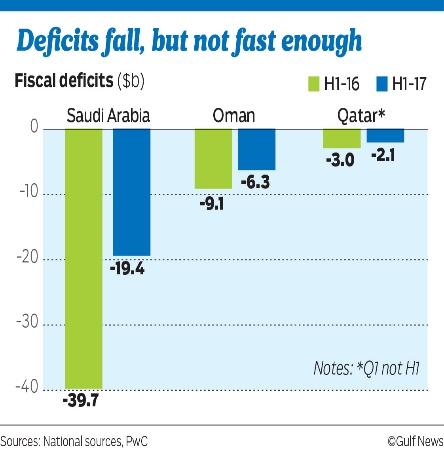 Deficits fall, but not fast enough
Fiscal deficits ($b)
H1-16 H1-17
Saudi Arabia Oman Qatar*
0
-10
-20
-30
-40
-39.7
-19.4
-9.1
-6.3
-3.0
-2.1
Notes: *Q1 not H1
Sources: National sources, PwC ©Gulf News